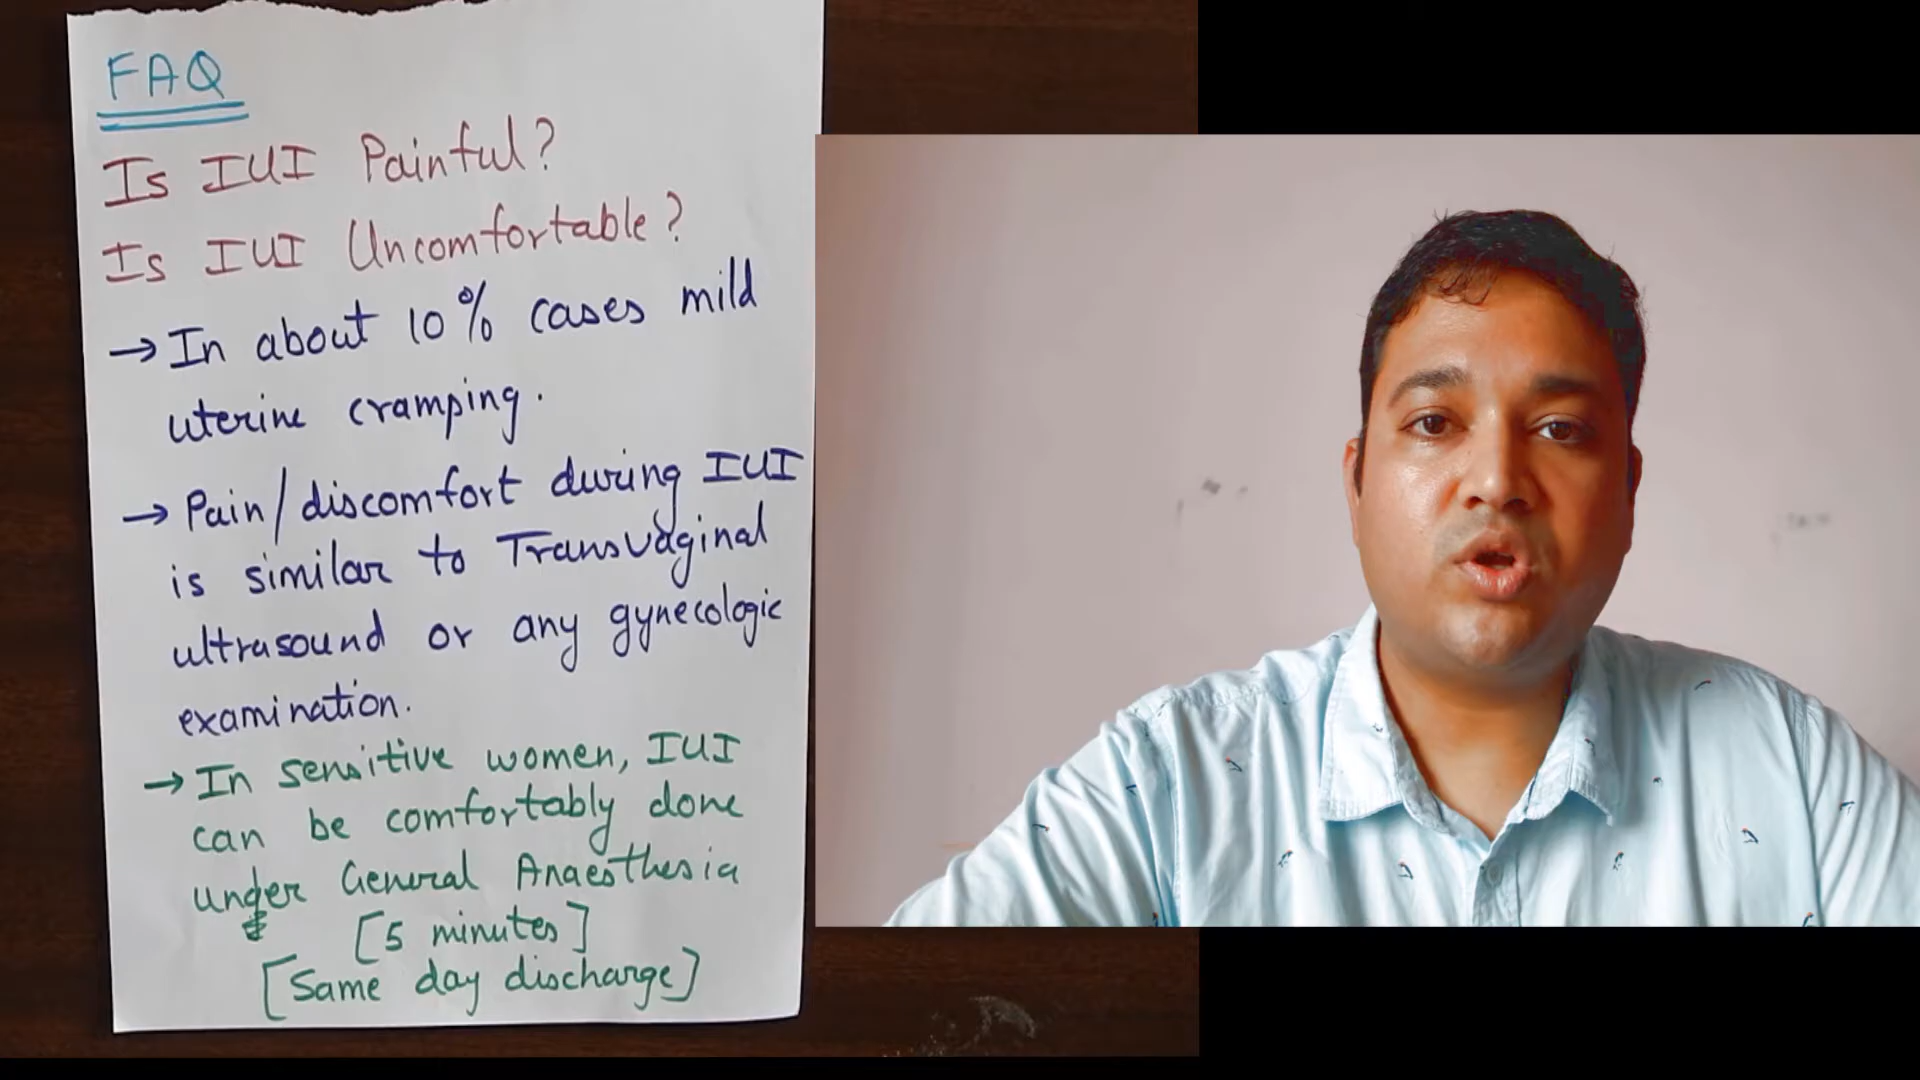 FAQ
Is IUI Painful?
Is IUI Uncomfortable?
→ In about 10% cases mild
uterine cramping.
→ Pain/discomfort during IUI
is similar to Transvaginal
ultrasound or any gynecologic
examination.
→ In sensitive women, IUI
can be comfortably done
under General Anaesthesia
[5 minutes]
[Same day discharge]